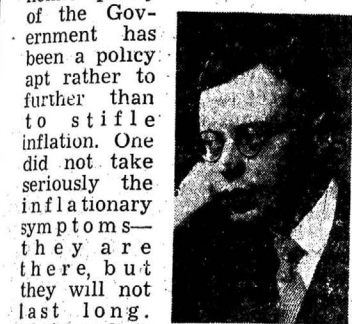 of the Gov-
ernment has
been a policy
apt rather to
further than
to stifle
inflation. One
did not take
seriously the
inflationary
symptoms—
they are
there, but
they will not
last long.